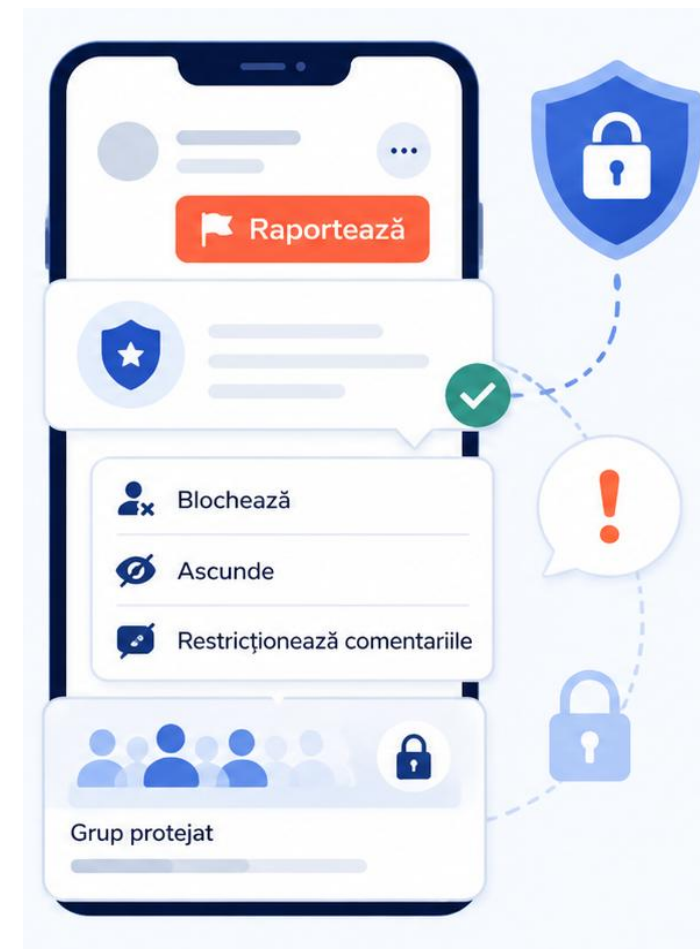 Raportează
Blochează
Ascunde
Restricționează comentariile
Grup protejat